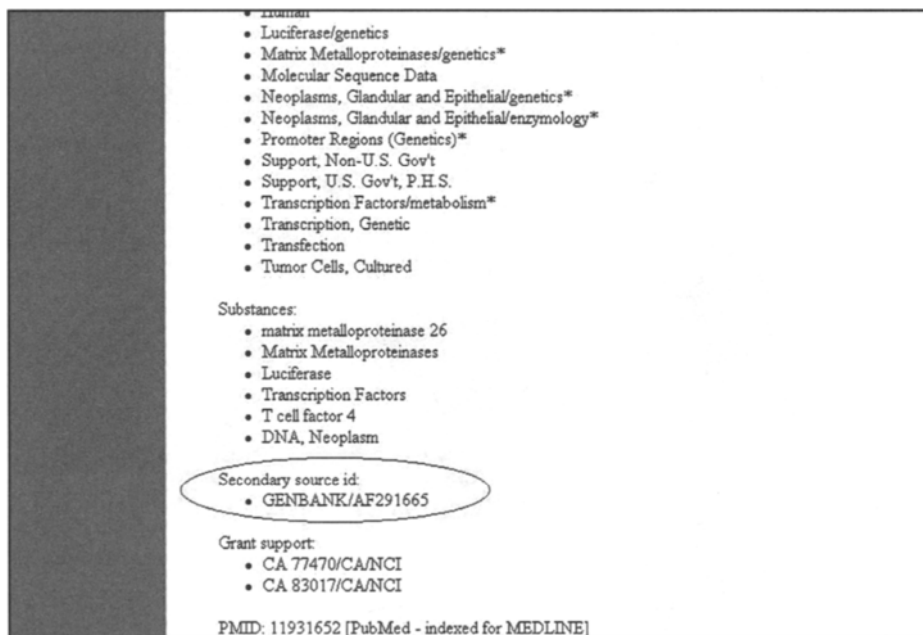 • Human
• Luciferase/genetics
• Matrix Metalloproteinases/genetics*
• Molecular Sequence Data
• Neoplasms, Glandular and Epithelial/genetics*
• Neoplasms, Glandular and Epithelial/enzymology*
• Promoter Regions (Genetics)*
• Support, Non-U.S. Gov't
• Support, U.S. Gov't, P.H.S.
• Transcription Factors/metabolism*
• Transcription, Genetic
• Transfection
• Tumor Cells, Cultured
Substances:
• matrix metalloproteinase 26
• Matrix Metalloproteinases
• Luciferase
• Transcription Factors
• T cell factor 4
• DNA, Neoplasm
Secondary source id:
• GENBANK/AF291665
Grant support:
• CA 77470/CA/NCI
• CA 83017/CA/NCI
PMID: 11931652 [PubMed - indexed for MEDLINE]